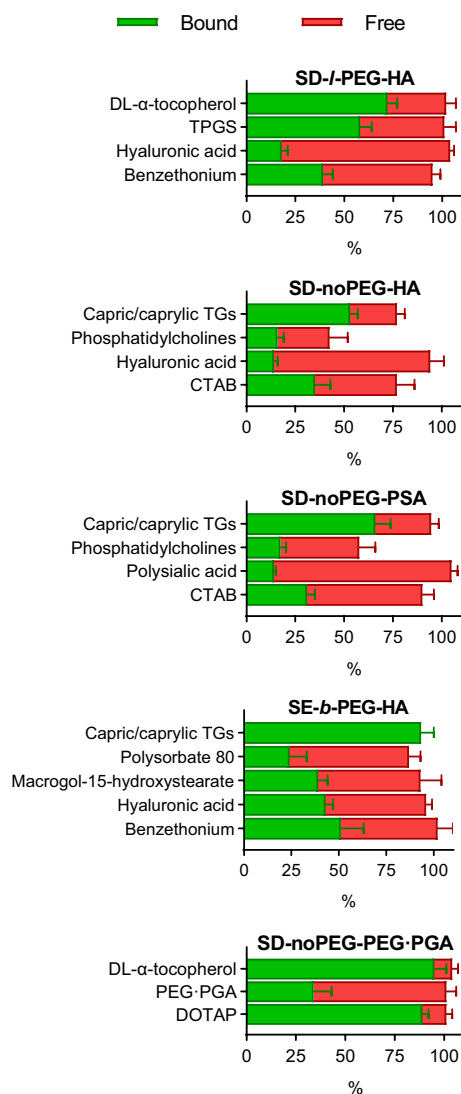 Bound Free
SD-l-PEG-HA
DL-α-tocopherol
TPGS
Hyaluronic acid
Benzethonium
0 25 50 75 100
%
SD-noPEG-HA
Capric/caprylic TGs
Phosphatidylcholines
Hyaluronic acid
CTAB
0 25 50 75 100
%
SD-noPEG-PSA
Capric/caprylic TGs
Phosphatidylcholines
Polysialic acid
CTAB
0 25 50 75 100
%
SE-b-PEG-HA
Capric/caprylic TGs
Polysorbate 80
Macrogol-15-hydroxystearate
Hyaluronic acid
Benzethonium
0 25 50 75 100
%
SD-noPEG-PEG·PGA
DL-α-tocopherol
PEG·PGA
DOTAP
0 25 50 75 100
%